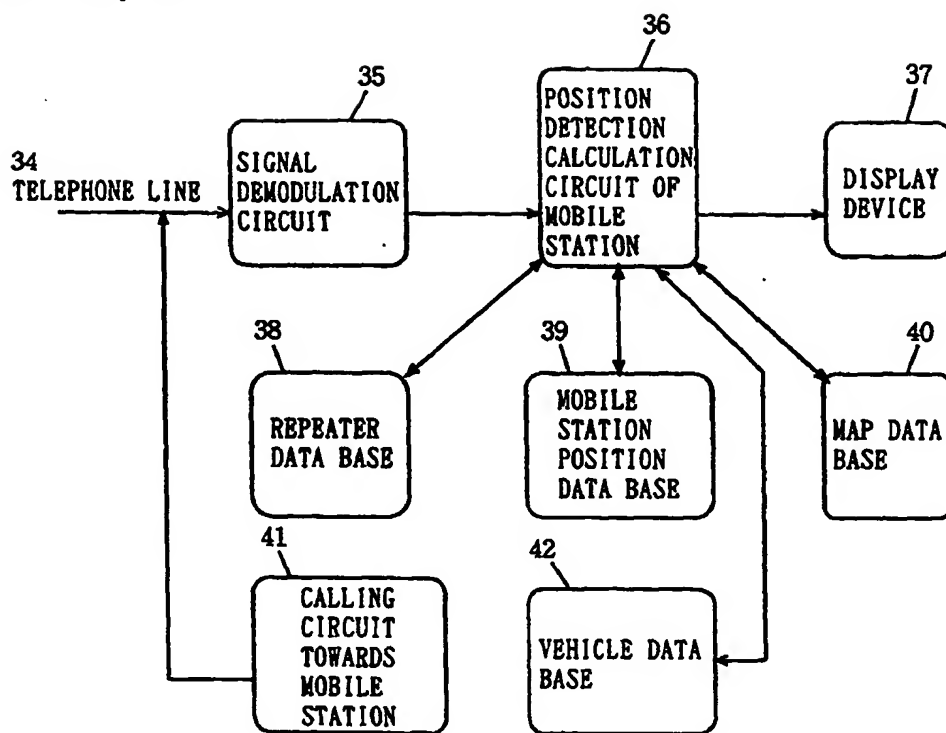 36
35
37
POSITION
DETECTION
CALCULATION
CIRCUIT OF
MOBILE
STATION
34
TELEPHONE LINE
SIGNAL
DEMODULATION
CIRCUIT
DISPLAY
DEVICE
38
39
40
REPEATER
DATA BASE
MOBILE
STATION
POSITION
DATA BASE
MAP DATA
BASE
41
42
CALLING
CIRCUIT
TOWARDS
MOBILE
STATION
VEHICLE DATA
BASE